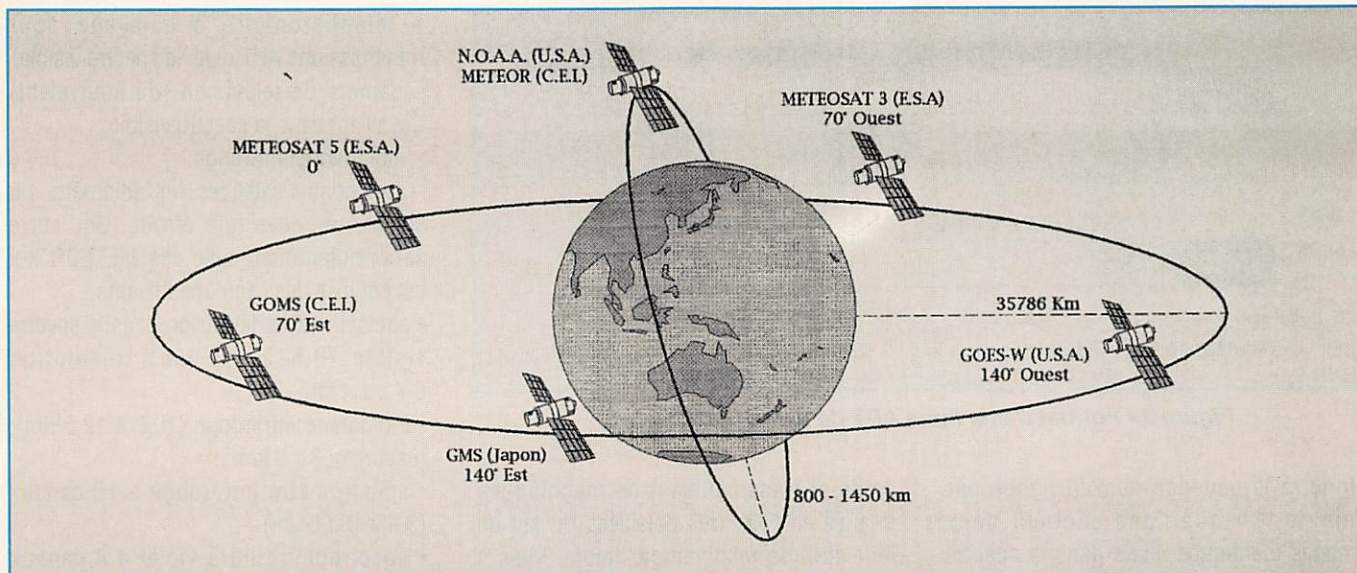 N.O.A.A. (U.S.A.)
METEOR (C.E.I.)
METEOSAT 3 (E.S.A)
70° Ouest
METEOSAT 5 (E.S.A.)
0°
GOMS (C.E.I.)
70° Est
35786 Km
GOES-W (U.S.A.)
140° Ouest
GMS (Japon)
140° Est
800 - 1450 km